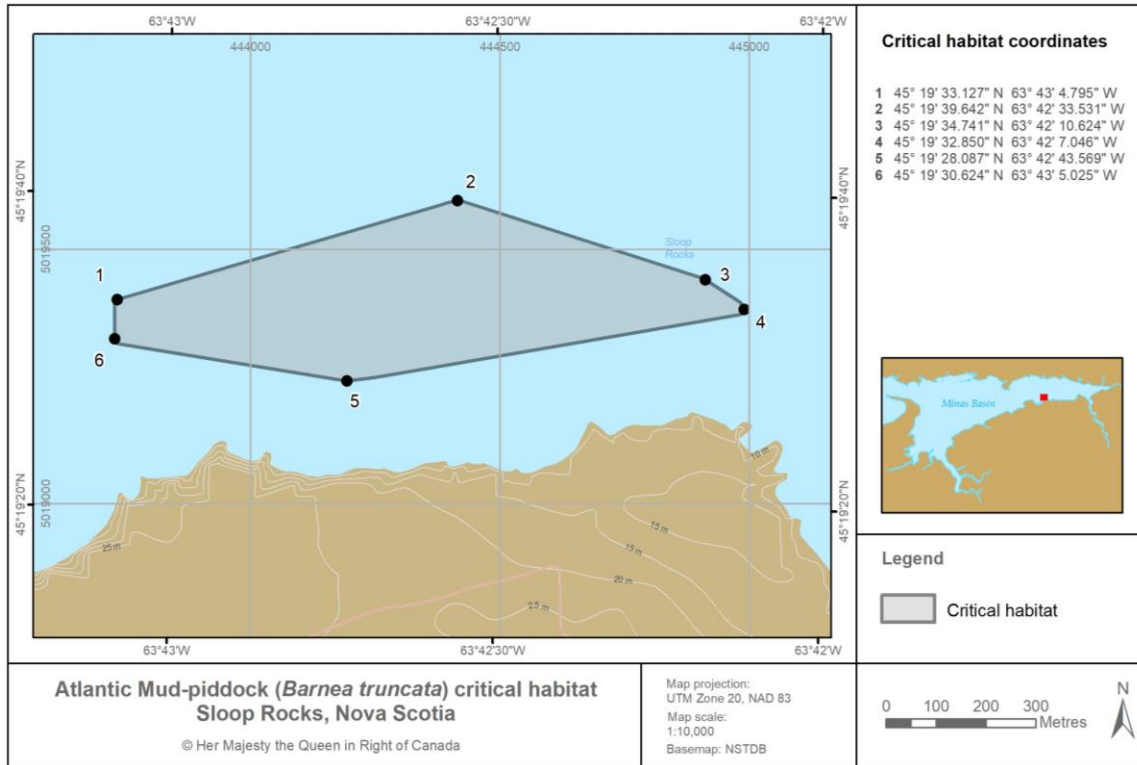 63°43'W
63°42'30"W
63°42'W
444000
444500
445000
45°19'40"N
45°19'40"N
5019500
2
Sloop
Rocks
1
3
4
6
5
45°19'20"N
5019000
45°19'20"N
10 m
25 m
15 m
15 m
20 m
2.5 m
63°43'W
63°42'30"W
63°42'W
Critical habitat coordinates
1 45° 19' 33.127" N 63° 43' 4.795" W
2 45° 19' 39.642" N 63° 42' 33.531" W
3 45° 19' 34.741" N 63° 42' 10.624" W
4 45° 19' 32.850" N 63° 42' 7.046" W
5 45° 19' 28.087" N 63° 42' 43.569" W
6 45° 19' 30.624" N 63° 43' 5.025" W
Minas Basin
Legend
Critical habitat
Atlantic Mud-piddock (Barnea truncata) critical habitat
Sloop Rocks, Nova Scotia
© Her Majesty the Queen in Right of Canada
Map projection:
UTM Zone 20, NAD 83
Map scale:
1:10,000
Basemap: NSTDB
0 100 200 300
Metres
N